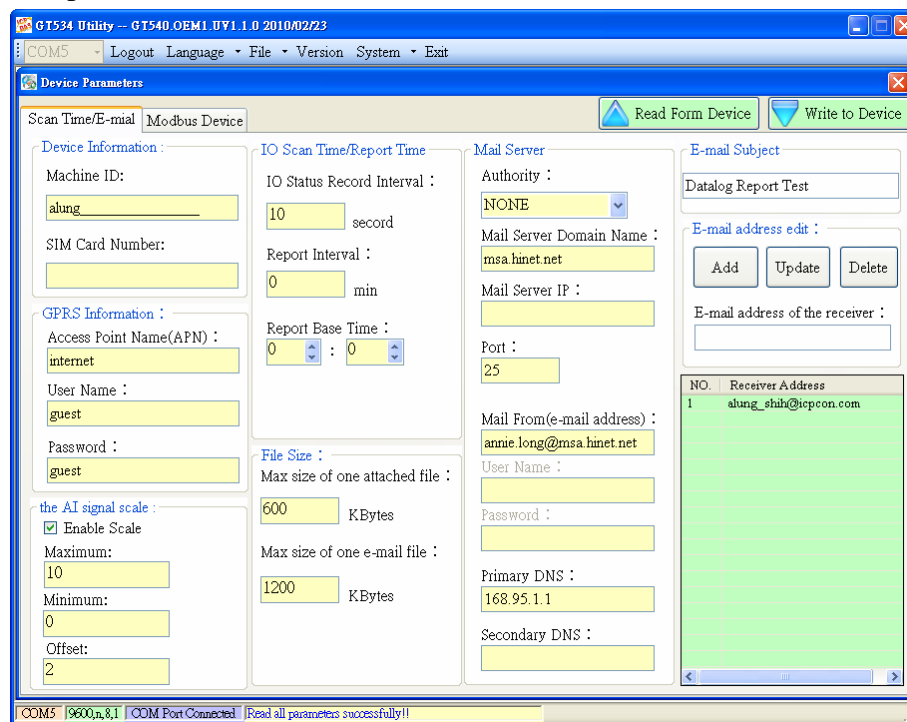 GT534 Utility -- GT540.OEM1.UV1.1.0 2010/02/23
COM5 Logout Language File Version System Exit
Device Parameters
Scan Time/E-mial Modbus Device Read Form Device Write to Device
Device Information :
Machine ID:
alung_______________
SIM Card Number:
GPRS Information：
Access Point Name(APN)：
internet
User Name：
guest
Password：
guest
the AI signal scale :
Enable Scale
Maximum:
10
Minimum:
0
Offset:
2
IO Scan Time/Report Time
IO Status Record Interval：
10 second
Report Interval：
0 min
Report Base Time：
0 : 0
File Size：
Max size of one attached file：
600 KBytes
Max size of one e-mail file：
1200 KBytes
Mail Server
Authority：
NONE
Mail Server Domain Name：
msa.hinet.net
Mail Server IP：
Port：
25
Mail From(e-mail address)：
annie.long@msa.hinet.net
User Name：
Password：
Primary DNS：
168.95.1.1
Secondary DNS：
E-mail Subject
Datalog Report Test
E-mail address edit：
Add Update Delete
E-mail address of the receiver：
NO. Receiver Address
1 alung_shih@icpcon.com
COM5 9600,n,8,1 COM Port Connected Read all parameters successfully!!